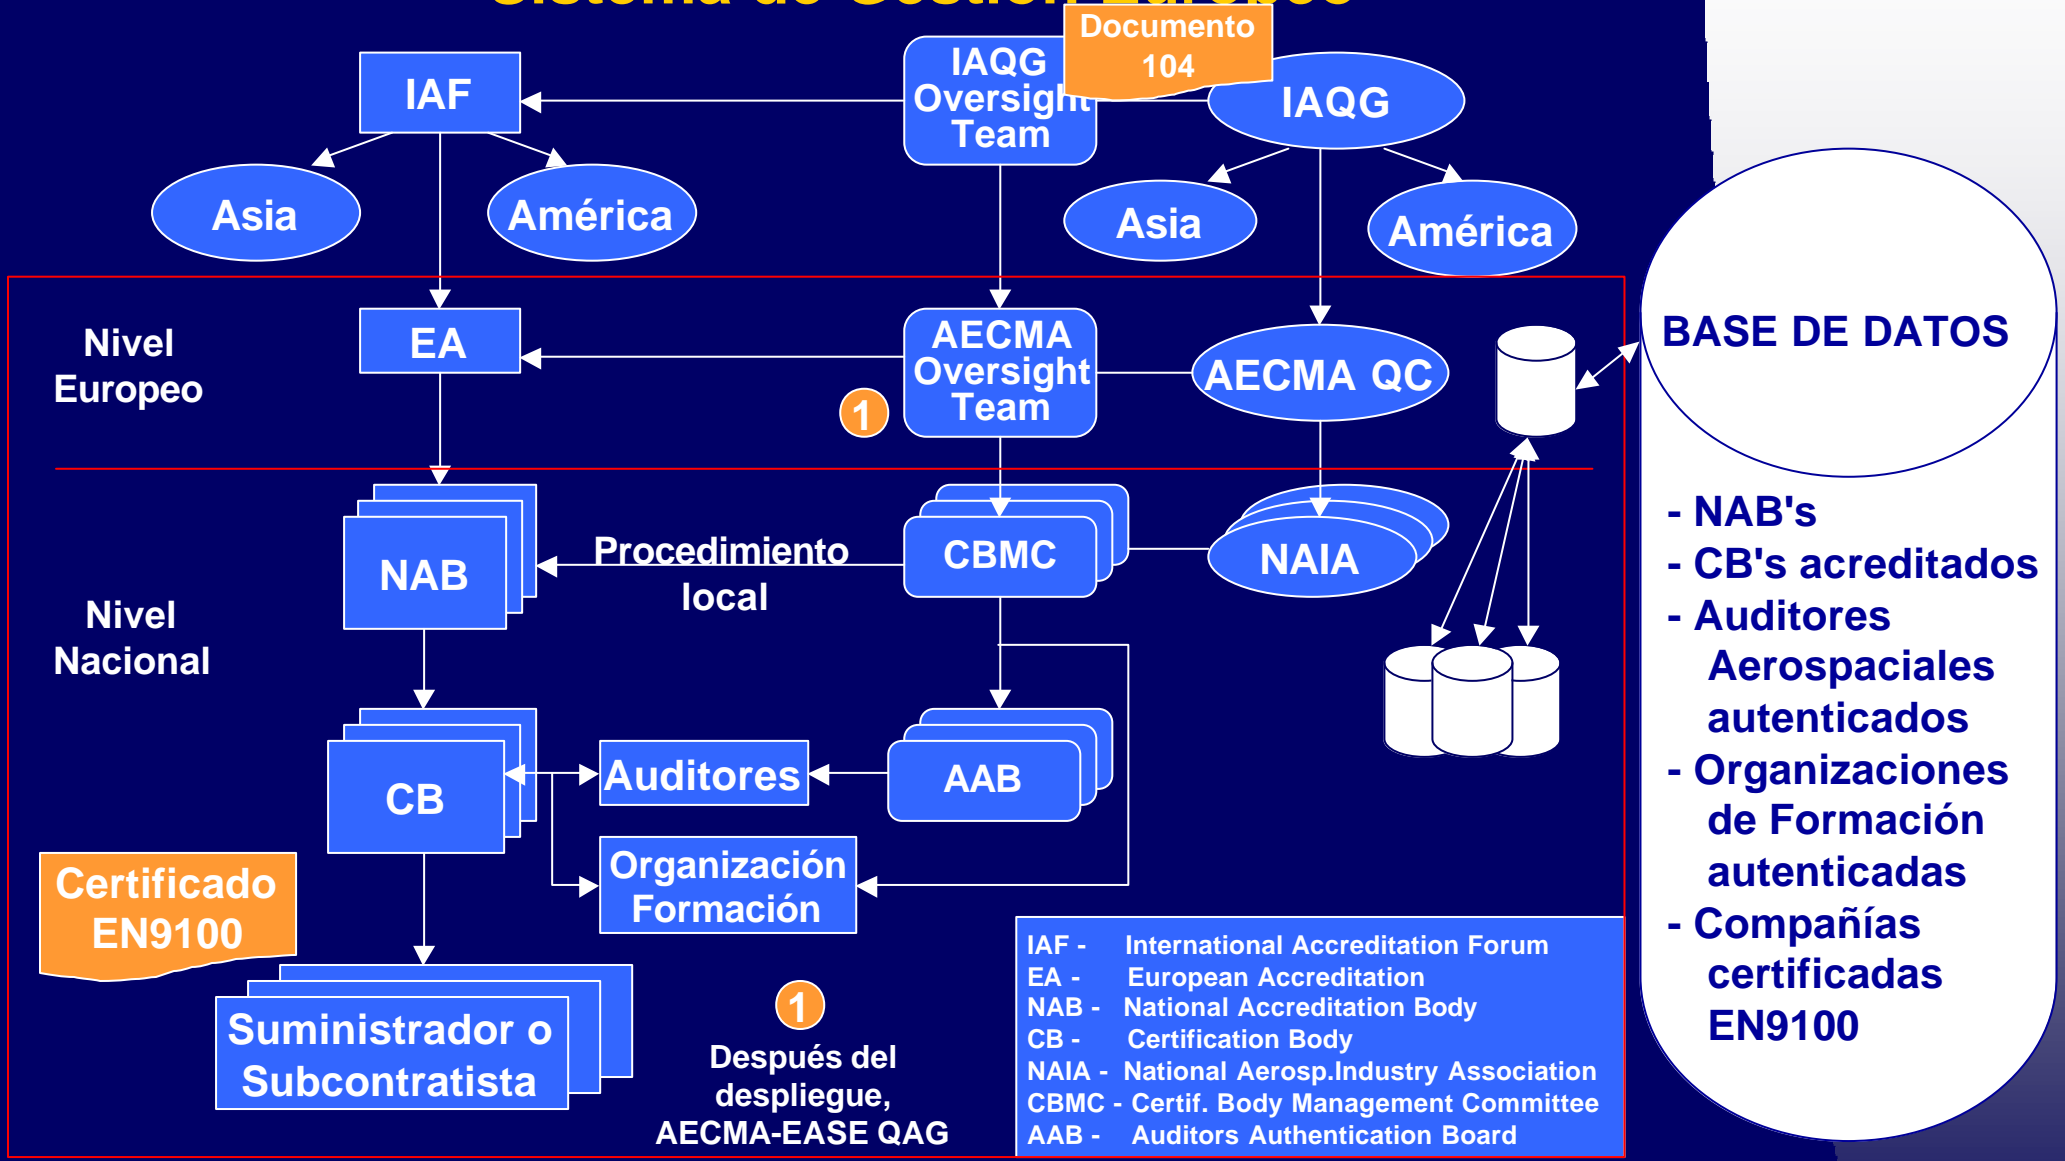 Sistema de Gestión Europeo
Documento
104
IAF
IAQG
Oversight
Team
IAQG
Asia
América
Asia
América
Nivel
Europeo
EA
AECMA
Oversight
Team
AECMA QC
1
BASE DE DATOS
- NAB's
- CB's acreditados
- Auditores
Aerospaciales
autenticados
- Organizaciones
de Formación
autenticadas
- Compañías
certificadas
EN9100
Nivel
Nacional
NAB
Procedimiento
local
CBMC
NAIA
CB
Auditores
AAB
Organización
Formación
Certificado
EN9100
Suministrador o
Subcontratista
1
Después del
despliegue,
AECMA-EASE QAG
IAF - International Accreditation Forum
EA - European Accreditation
NAB - National Accreditation Body
CB - Certification Body
NAIA - National Aerosp.Industry Association
CBMC - Certif. Body Management Committee
AAB - Auditors Authentication Board